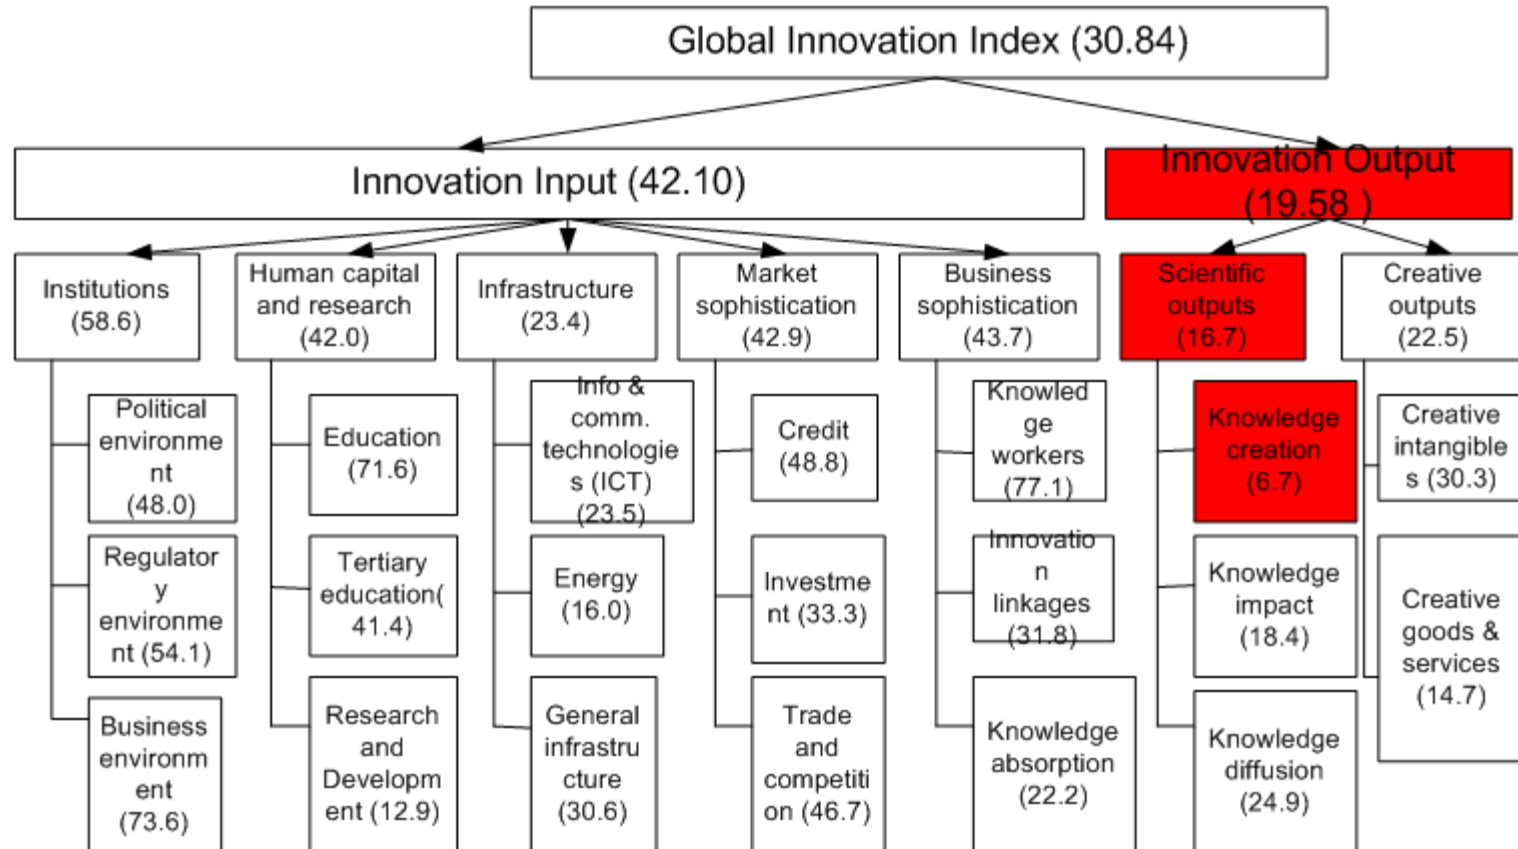 Global Innovation Index (30.84)
Innovation Input (42.10)
Innovation Output
(19.58 )
Institutions
(58.6)
Human capital
and research
(42.0)
Infrastructure
(23.4)
Market
sophistication
(42.9)
Business
sophistication
(43.7)
Scientific
outputs
(16.7)
Creative
outputs
(22.5)
Political
environme
nt
(48.0)
Education
(71.6)
Info &
comm.
technologie
s (ICT)
(23.5)
Credit
(48.8)
Knowled
ge
workers
(77.1)
Knowledge
creation
(6.7)
Creative
intangible
s (30.3)
Regulator
y
environme
nt (54.1)
Tertiary
education(
41.4)
Energy
(16.0)
Investme
nt (33.3)
Innovatio
n
linkages
(31.8)
Knowledge
impact
(18.4)
Creative
goods &
services
(14.7)
Business
environm
ent
(73.6)
Research
and
Developm
ent (12.9)
General
infrastru
cture
(30.6)
Trade
and
competiti
on (46.7)
Knowledge
absorption
(22.2)
Knowledge
diffusion
(24.9)